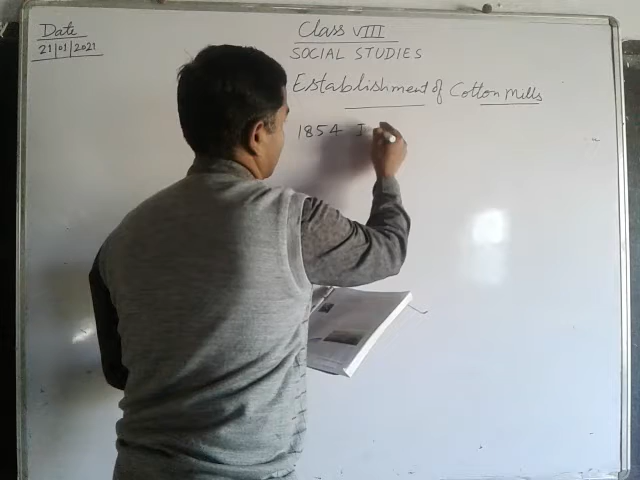 Date
21/01/2021
Class VIII
SOCIAL STUDIES
Establishment of Cotton Mills
1854 I